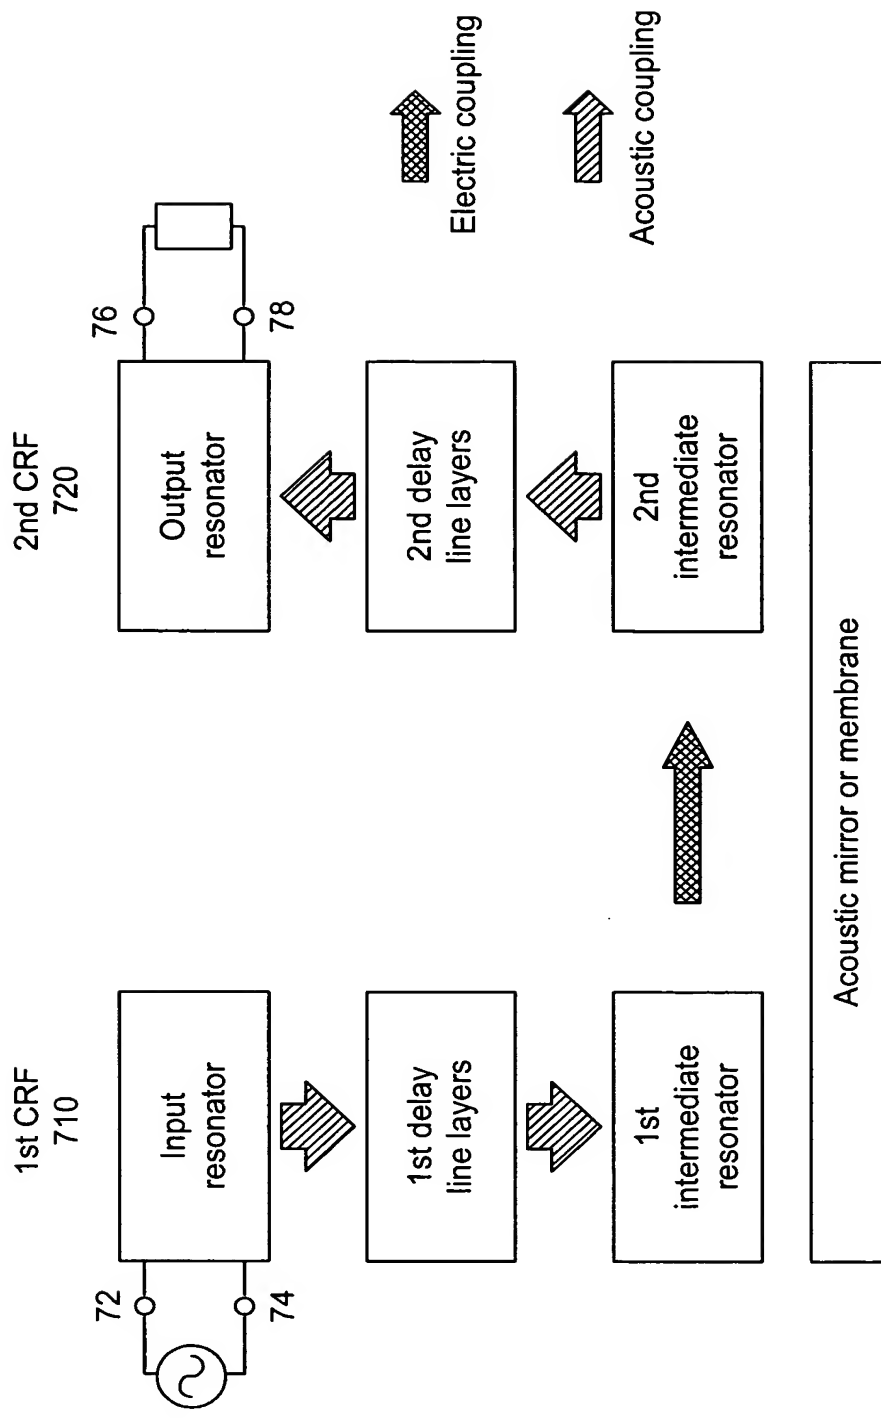 1st CRF
710
2nd CRF
720
72
74
Input
resonator
Output
resonator
76
78
1st delay
line layers
2nd delay
line layers
Electric coupling
1st
intermediate
resonator
2nd
intermediate
resonator
Acoustic coupling
Acoustic mirror or membrane